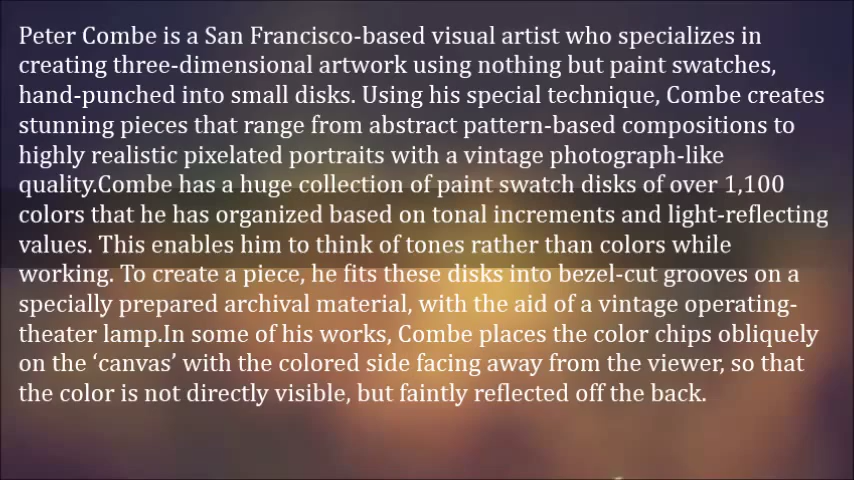 Peter Combe is a San Francisco-based visual artist who specializes in
creating three-dimensional artwork using nothing but paint swatches,
hand-punched into small disks. Using his special technique, Combe creates
stunning pieces that range from abstract pattern-based compositions to
highly realistic pixelated portraits with a vintage photograph-like
quality.Combe has a huge collection of paint swatch disks of over 1,100
colors that he has organized based on tonal increments and light-reflecting
values. This enables him to think of tones rather than colors while
working. To create a piece, he fits these disks into bezel-cut grooves on a
specially prepared archival material, with the aid of a vintage operating-
theater lamp.In some of his works, Combe places the color chips obliquely
on the ‘canvas’ with the colored side facing away from the viewer, so that
the color is not directly visible, but faintly reflected off the back.